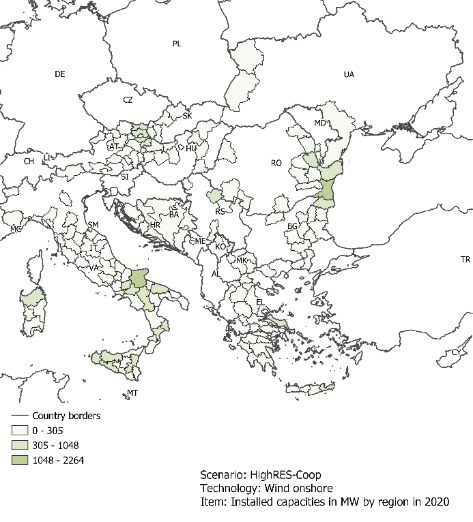 PL
DE
UA
CZ
SK
MD
AT
HU
CH
LI
RO
SI
HR
BA
RS
MC
SM
BG
ME
KO
VA
MK
AL
TR
EL
CY
MT
Country borders
0 - 305
305 - 1048
1048 - 2264
Scenario: HighRES-Coop
Technology: Wind onshore
Item: Installed capacities in MW by region in 2020